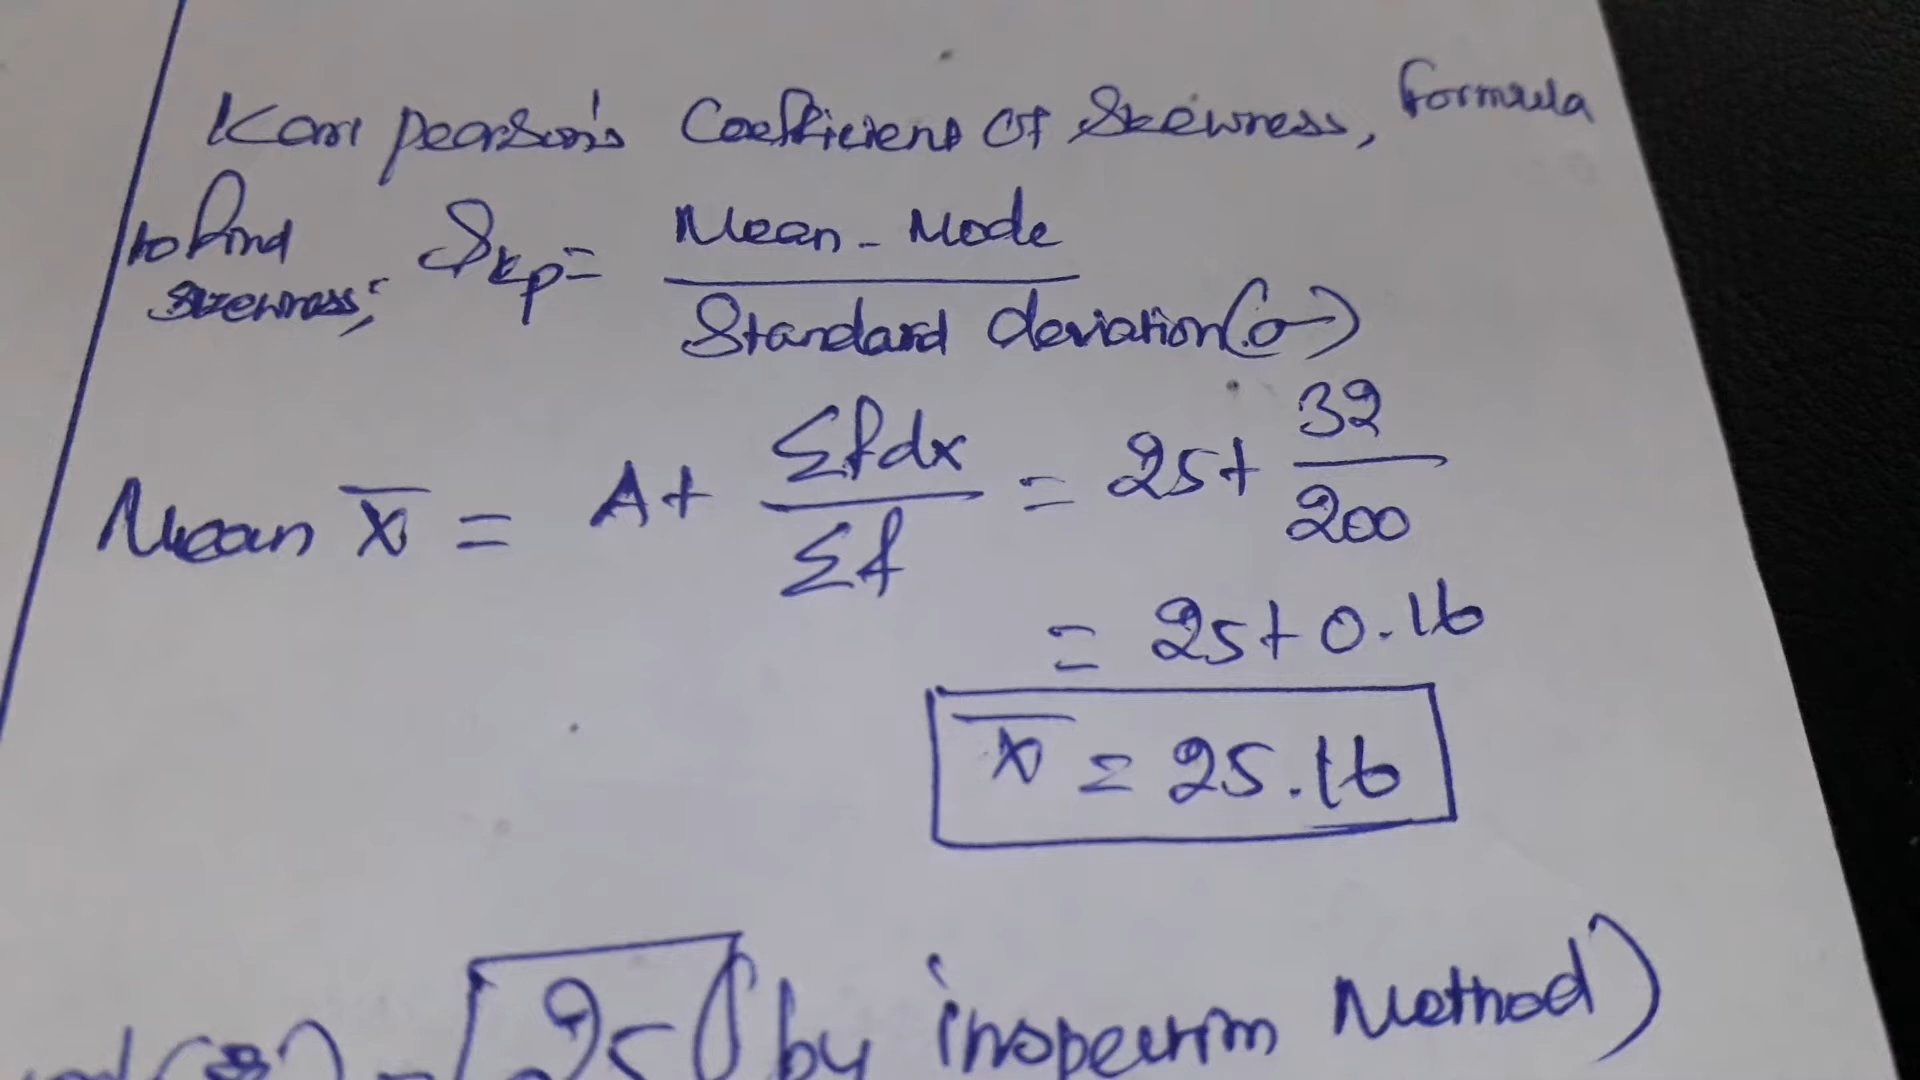 Karl pearson's Coefficient of Skewness, formula
to find Skewness; Skp = Mean - Mode / Standard deviation (σ)
Mean X̄ = A + Σfdx / Σf = 25 + 32 / 200
= 25 + 0.16
X̄ = 25.16
= 25 (by inspection Method)